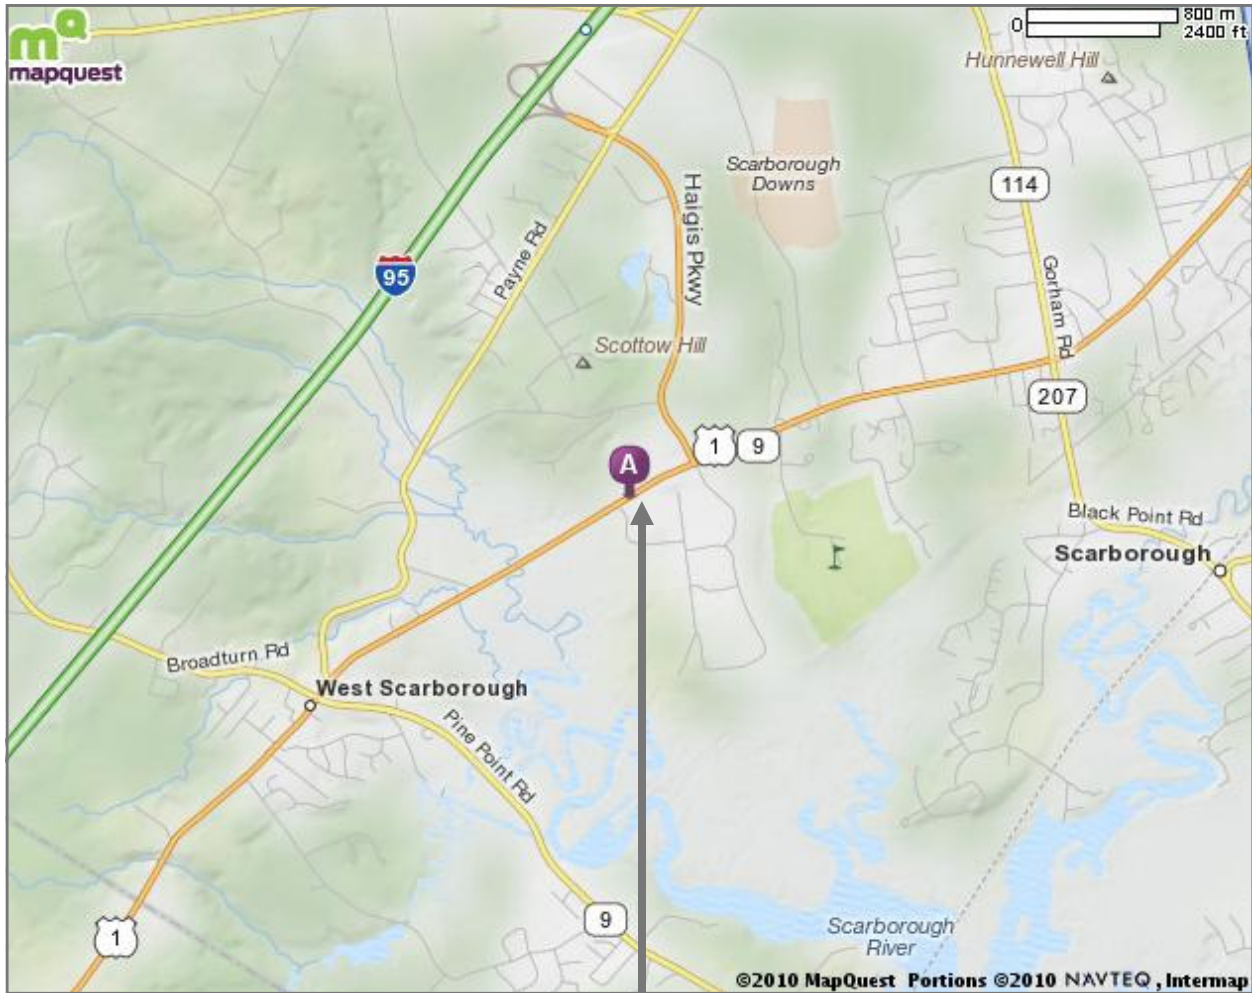 mq
mapquest
0
800 m
2400 ft
Hunnewell Hill
Scarborough
Downs
114
Haigis Pkwy
Payne Rd
95
Gorham Rd
Scottow Hill
207
1
9
A
Black Point Rd
Scarborough
Broadturn Rd
West Scarborough
Pine Point Rd
9
1
Scarborough
River
©2010 MapQuest Portions ©2010 NAVTEQ, Intermap